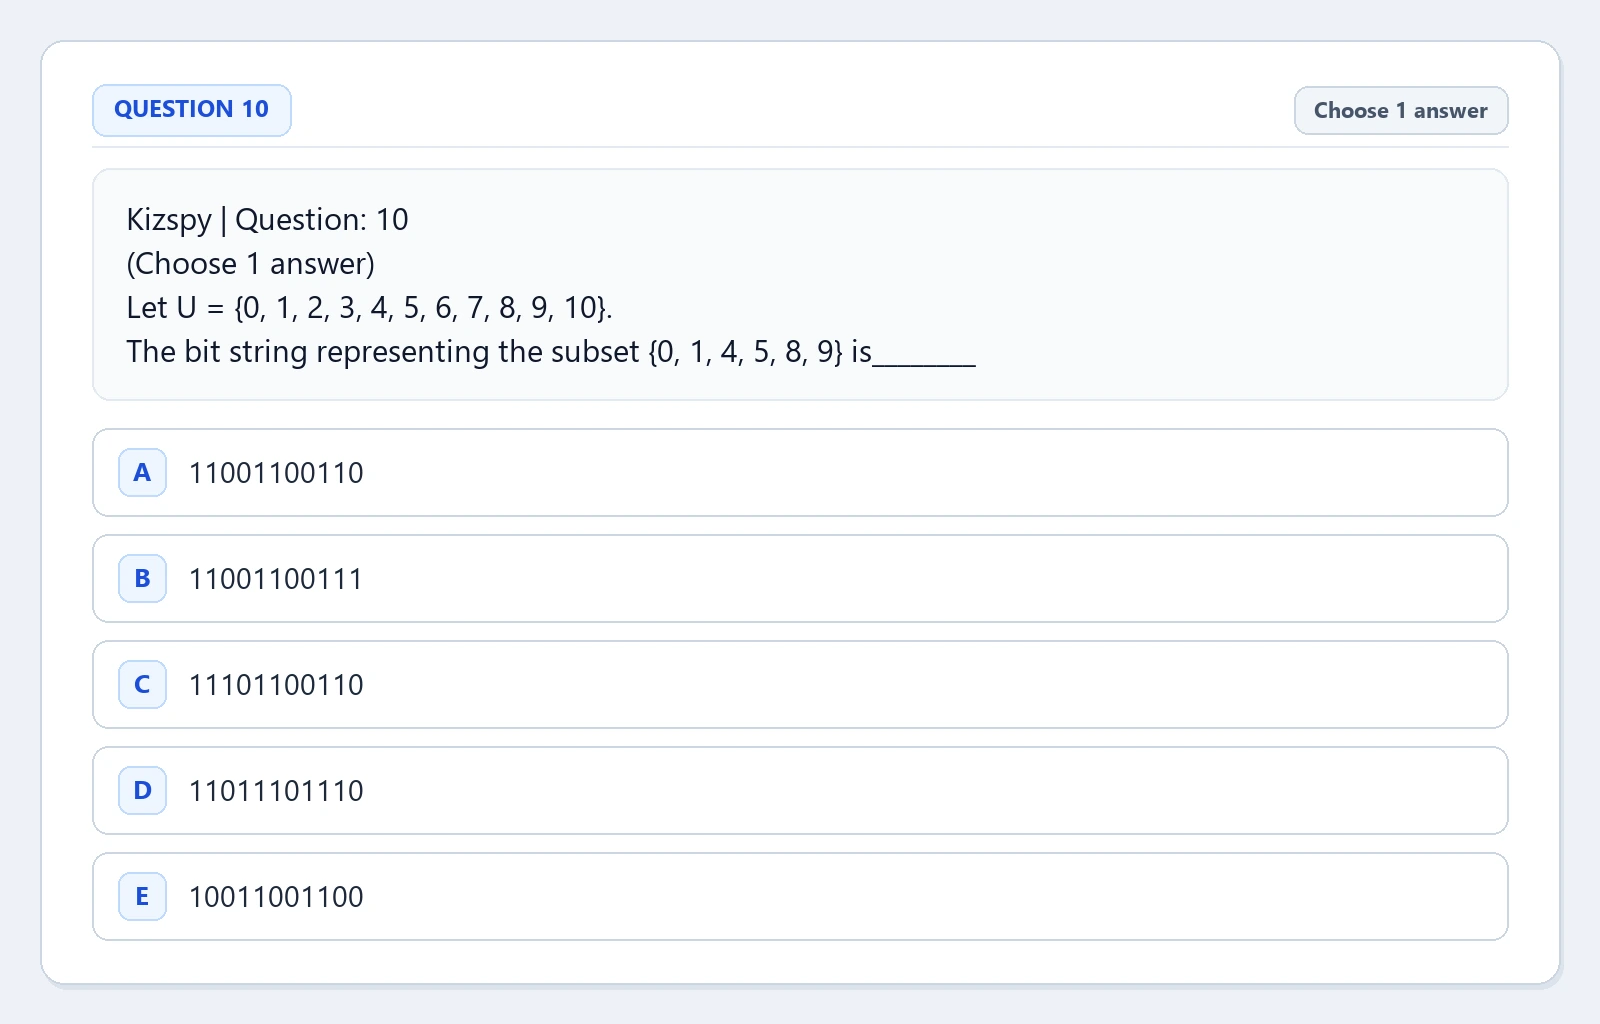 QUESTION 10
Choose 1 answer
Kizspy | Question: 10
(Choose 1 answer)
Let U = {0, 1, 2, 3, 4, 5, 6, 7, 8, 9, 10}.
The bit string representing the subset {0, 1, 4, 5, 8, 9} is________
A 11001100110
B 11001100111
C 11101100110
D 11011101110
E 10011001100